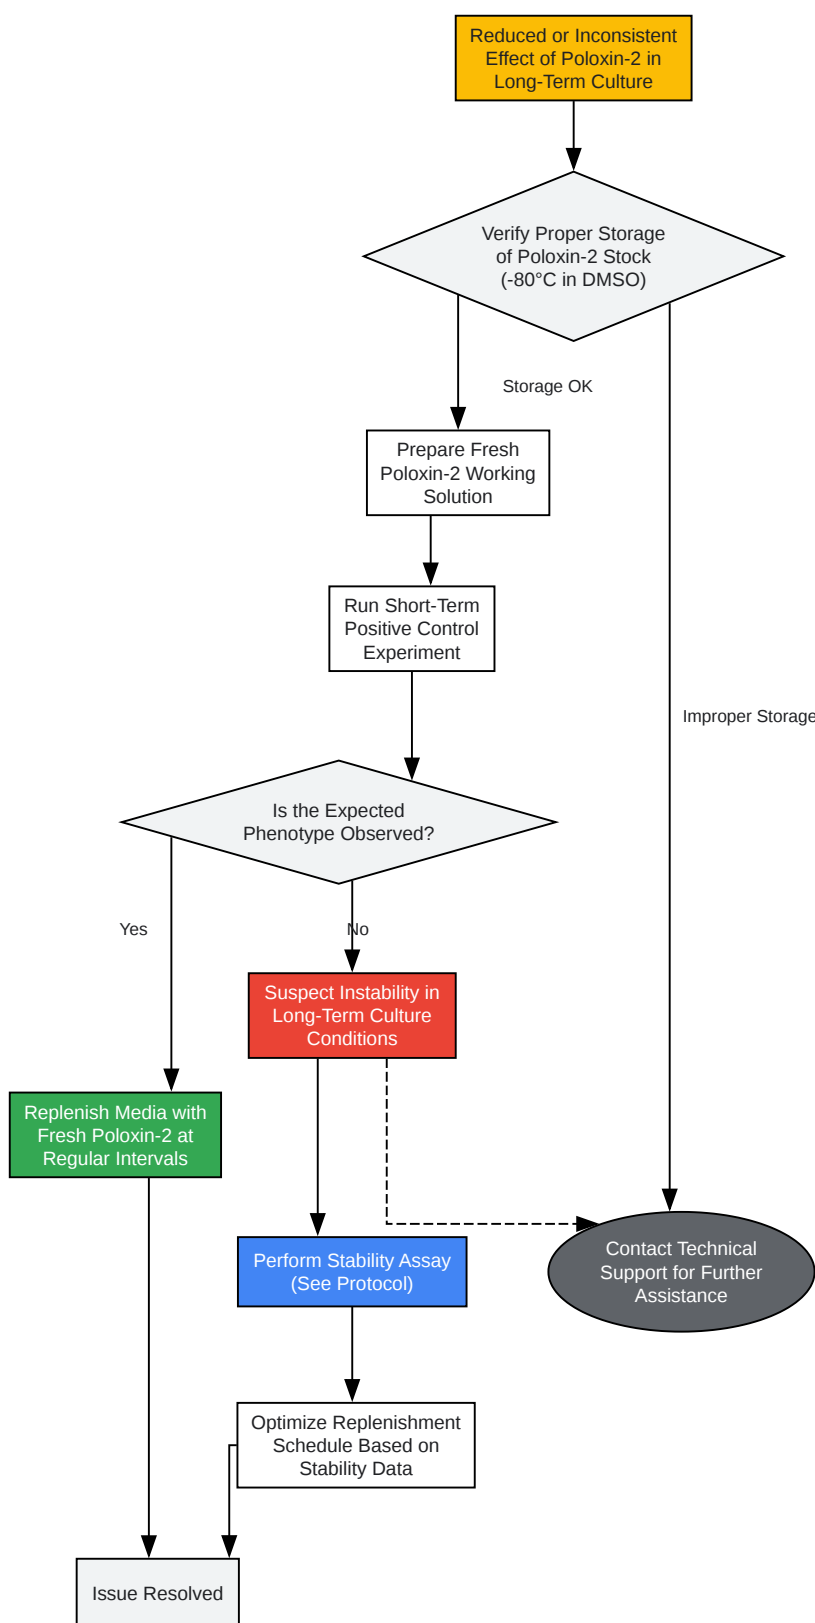 Reduced or Inconsistent
Effect of Poloxin-2 in
Long-Term Culture
Verify Proper Storage
of Poloxin-2 Stock
(-80°C in DMSO)
Storage OK
Prepare Fresh
Poloxin-2 Working
Solution
Run Short-Term
Positive Control
Experiment
Improper Storage
Is the Expected
Phenotype Observed?
Yes
No
Suspect Instability in
Long-Term Culture
Conditions
Replenish Media with
Fresh Poloxin-2 at
Regular Intervals
Perform Stability Assay
(See Protocol)
Contact Technical
Support for Further
Assistance
Optimize Replenishment
Schedule Based on
Stability Data
Issue Resolved